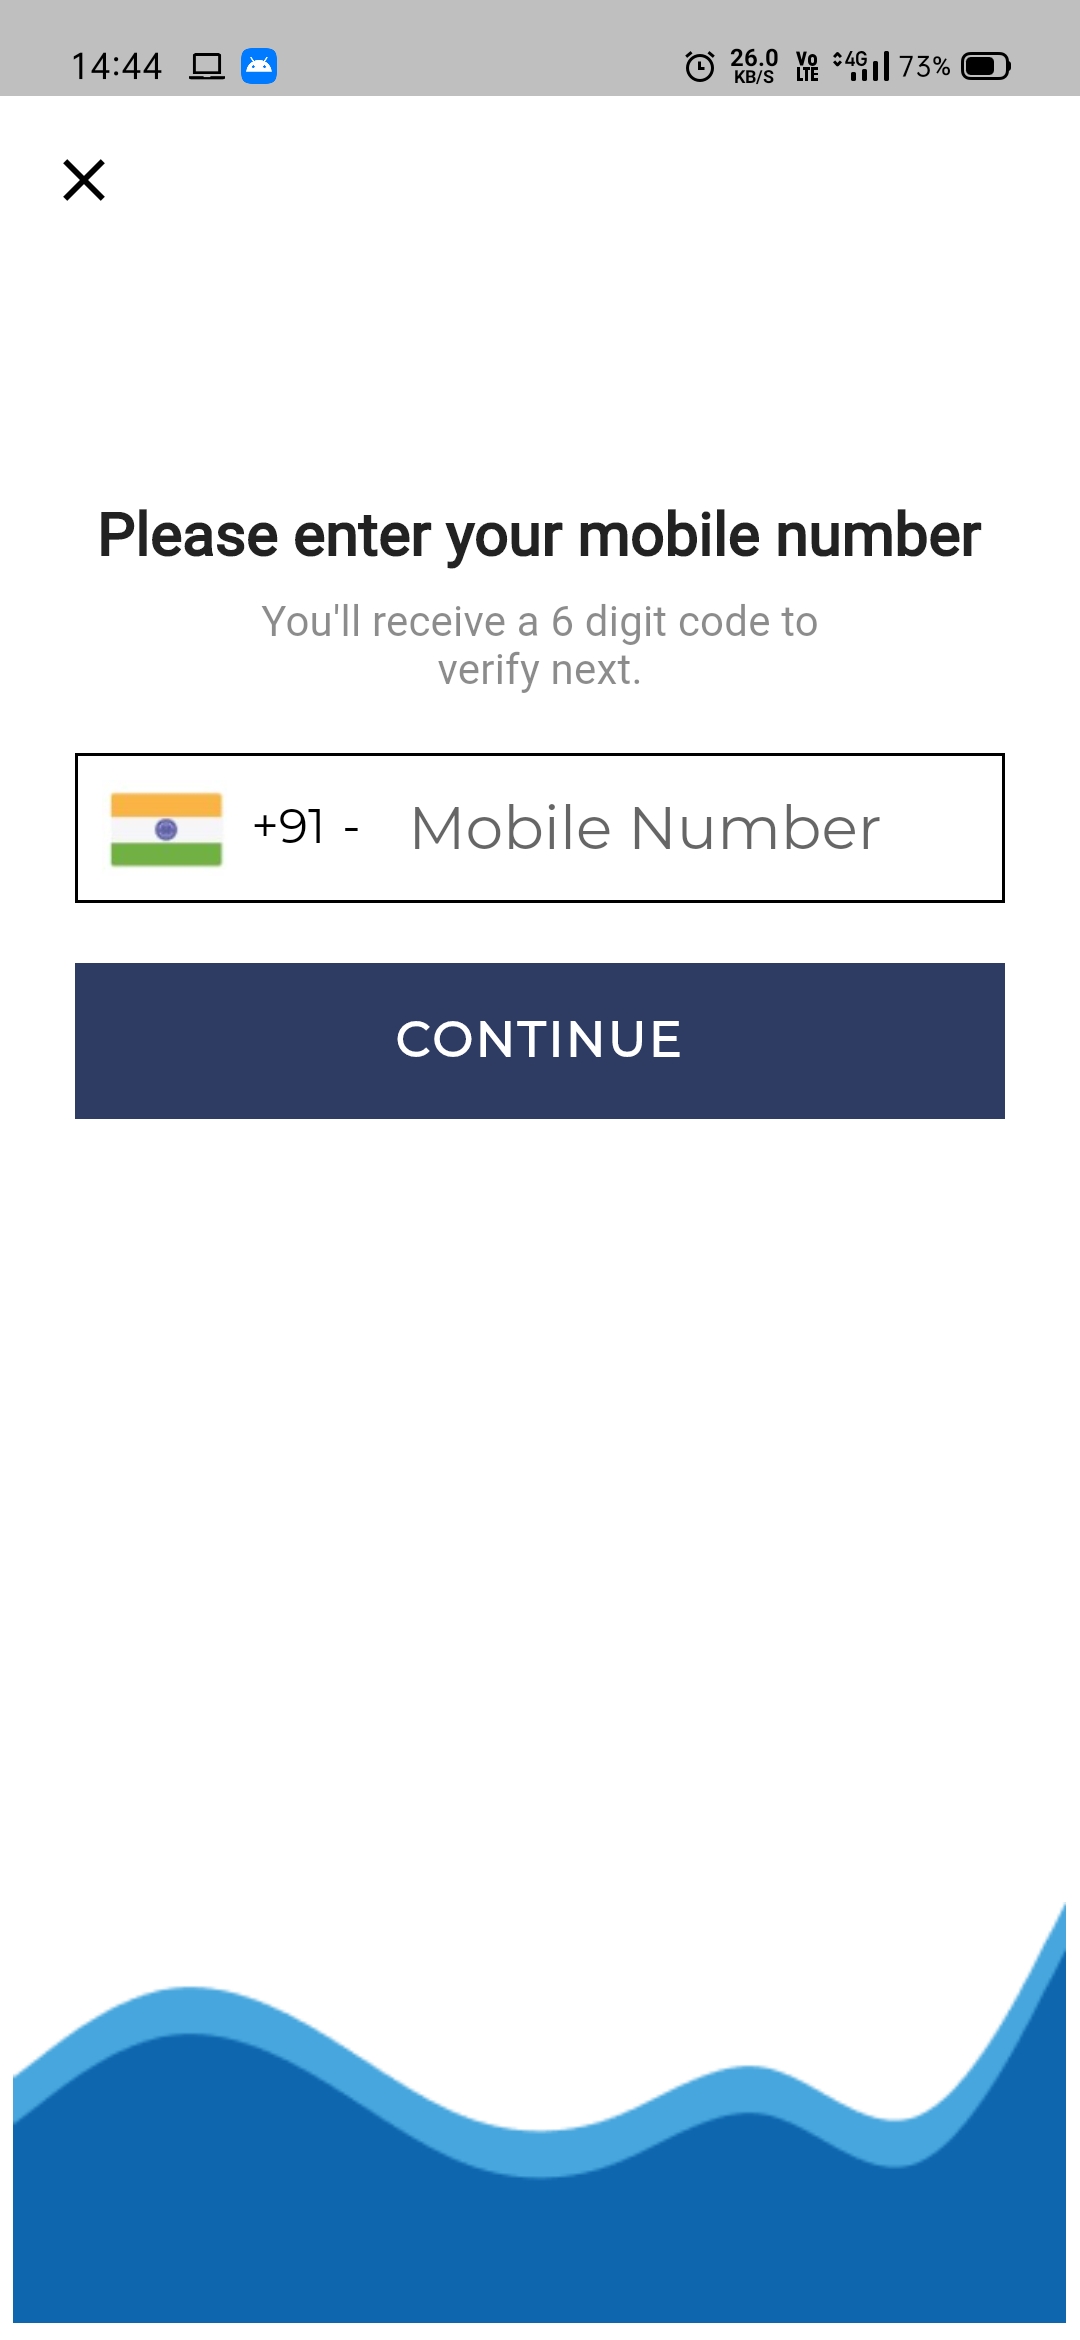 14:44 26.0 KB/S Vo LTE 4G 73%
Please enter your mobile number
You'll receive a 6 digit code to
verify next.
+91 - Mobile Number
CONTINUE